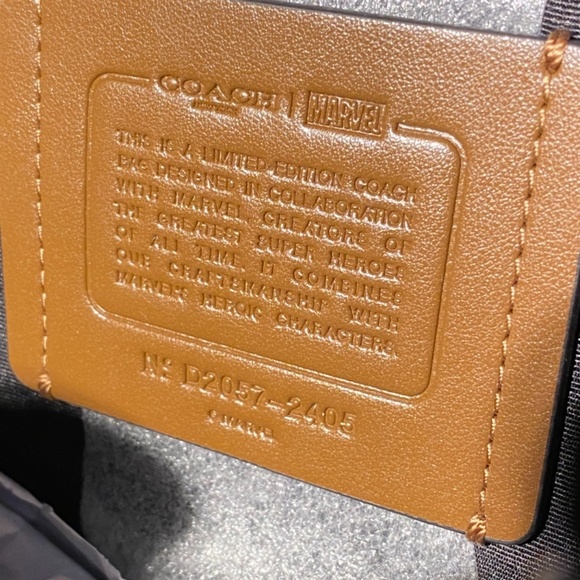 COACH | MARVEL
THIS IS A LIMITED-EDITION COACH
BAG DESIGNED IN COLLABORATION
WITH MARVEL, CREATORS OF
THE GREATEST SUPER HEROES
OF ALL TIME. IT COMBINES
OUR CRAFTSMANSHIP WITH
MARVEL'S HEROIC CHARACTERS.
Nº D2057-2405
© MARVEL